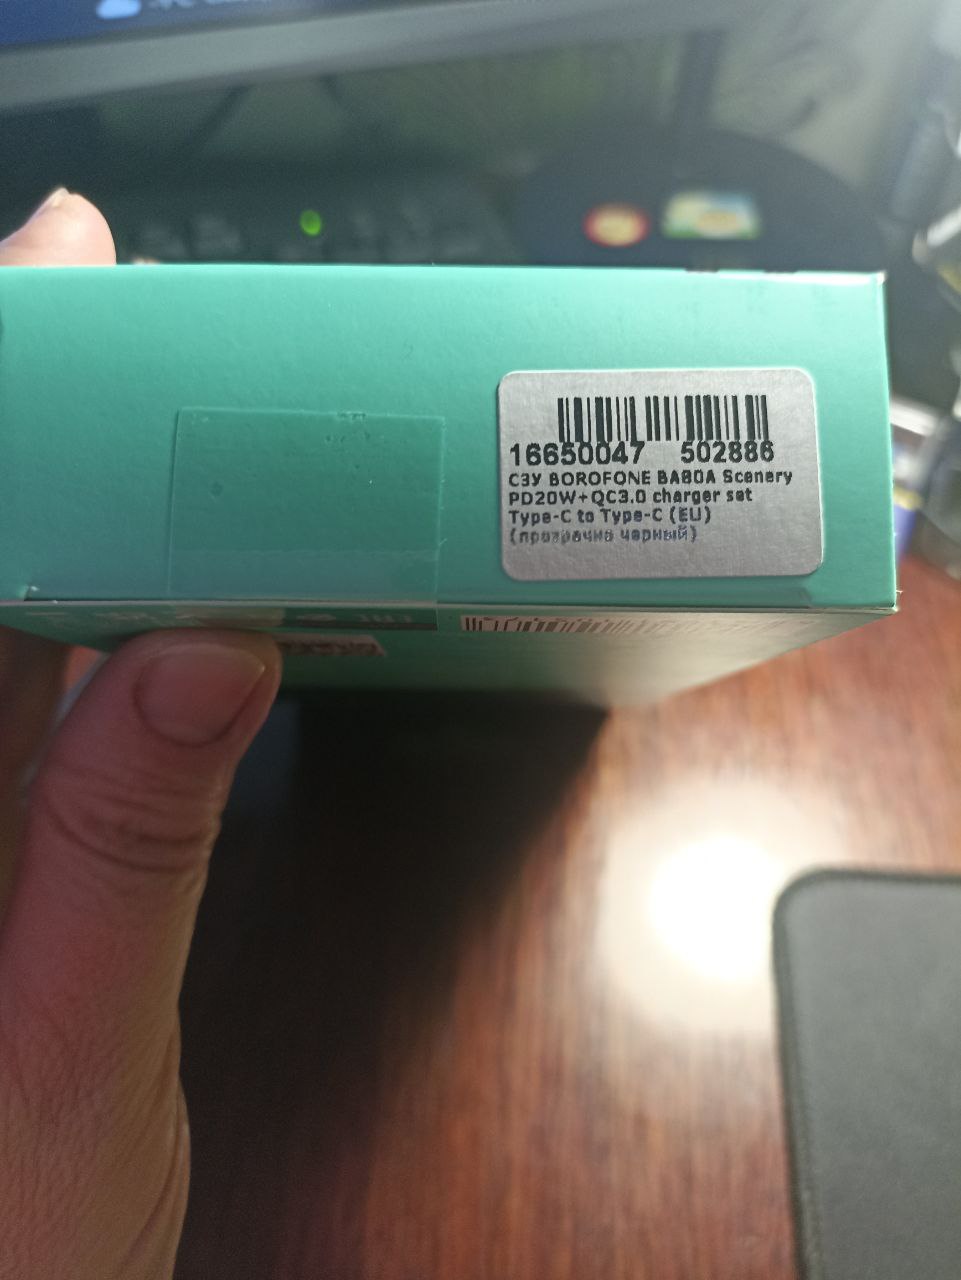 16650047 502886
СЗУ BOROFONE BA80A Scenery
PD20W+QC3.0 charger set
Type-C to Type-C (EU)
(прозрачно черный)